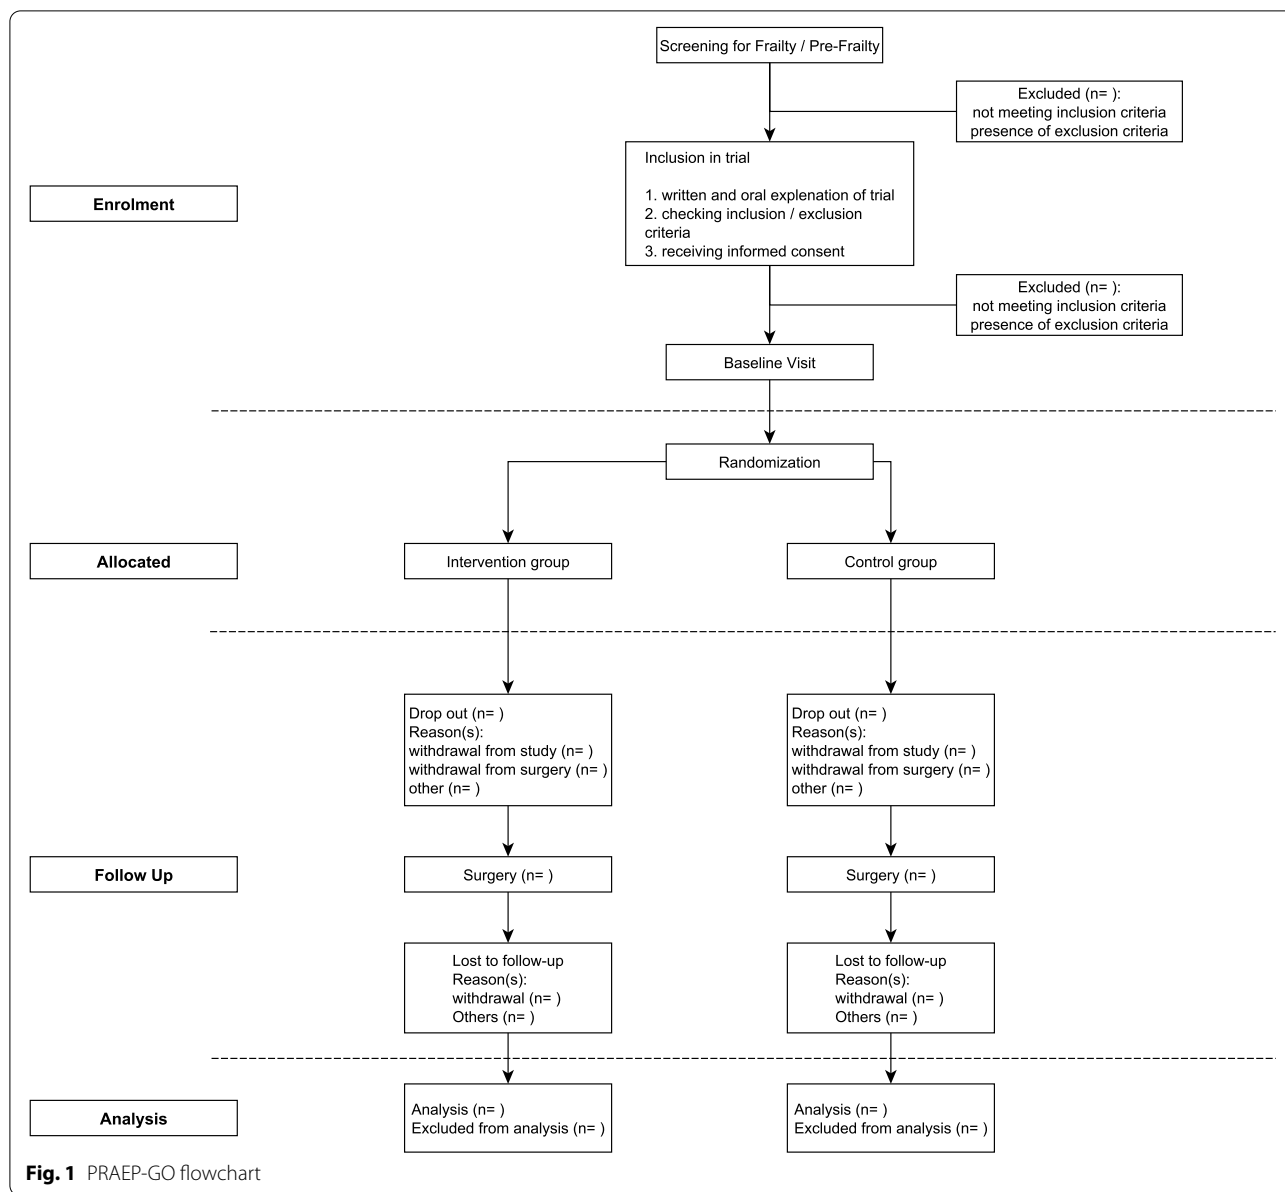 Screening for Frailty / Pre-Frailty
Excluded (n= ):
not meeting inclusion criteria
presence of exclusion criteria
Inclusion in trial
1. written and oral explenation of trial
2. checking inclusion / exclusion
criteria
3. receiving informed consent
Enrolment
Excluded (n= ):
not meeting inclusion criteria
presence of exclusion criteria
Baseline Visit
Randomization
Allocated
Intervention group
Control group
Drop out (n= )
Reason(s):
withdrawal from study (n= )
withdrawal from surgery (n= )
other (n= )
Drop out (n= )
Reason(s):
withdrawal from study (n= )
withdrawal from surgery (n= )
other (n= )
Follow Up
Surgery (n= )
Surgery (n= )
Lost to follow-up
Reason(s):
withdrawal (n= )
Others (n= )
Lost to follow-up
Reason(s):
withdrawal (n= )
Others (n= )
Analysis
Analysis (n= )
Excluded from analysis (n= )
Analysis (n= )
Excluded from analysis (n= )
Fig. 1 PRAEP-GO flowchart